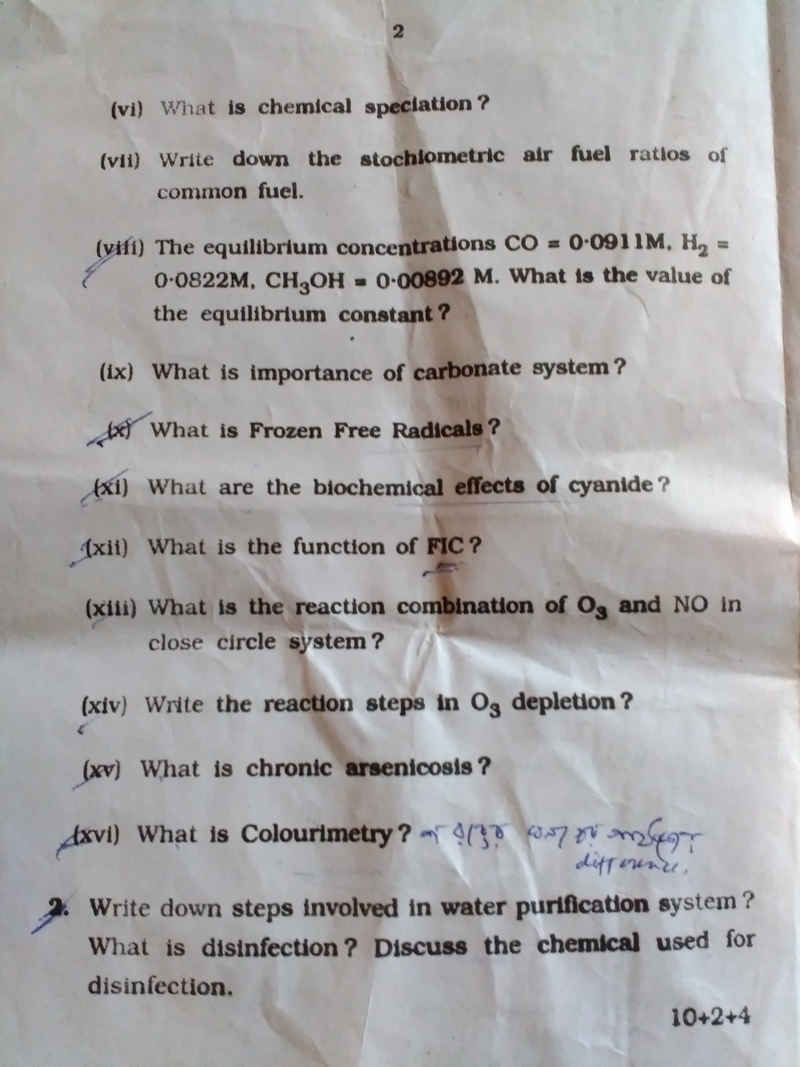 2
(vi) What is chemical speciation?
(vii) Write down the stochiometric air fuel ratios of
common fuel.
(viii) The equilibrium concentrations CO = 0·0911M, H₂ =
0·0822M, CH₃OH = 0·00892 M. What is the value of
the equilibrium constant?
(ix) What is importance of carbonate system?
(x) What is Frozen Free Radicals?
(xi) What are the biochemical effects of cyanide?
(xii) What is the function of FIC?
(xiii) What is the reaction combination of O₃ and NO in
close circle system?
(xiv) Write the reaction steps in O₃ depletion?
(xv) What is chronic arsenicosis?
(xvi) What is Colourimetry?
difference.
2. Write down steps involved in water purification system?
What is disinfection? Discuss the chemical used for
disinfection.
10+2+4